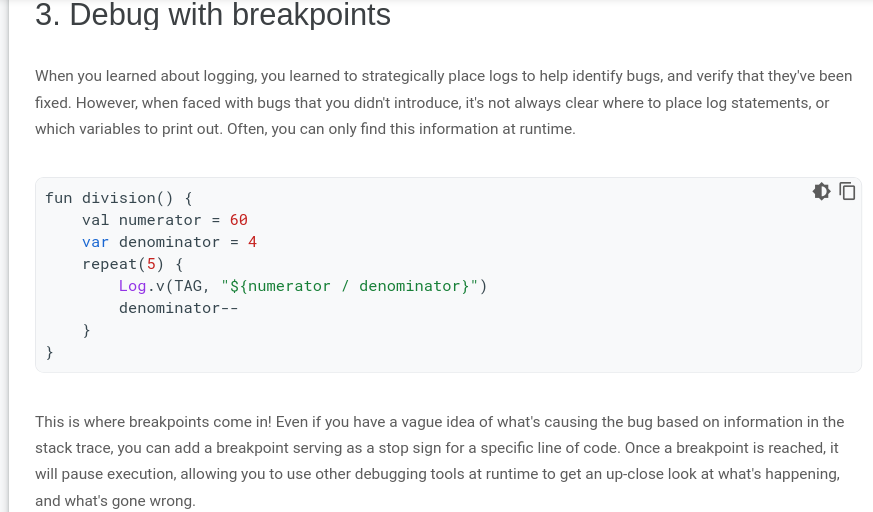 3. Debug with breakpoints
When you learned about logging, you learned to strategically place logs to help identify bugs, and verify that they've been
fixed. However, when faced with bugs that you didn't introduce, it's not always clear where to place log statements, or
which variables to print out. Often, you can only find this information at runtime.
fun division() {
    val numerator = 60
    var denominator = 4
    repeat(5) {
        Log.v(TAG, "${numerator / denominator}")
        denominator--
    }
}
This is where breakpoints come in! Even if you have a vague idea of what's causing the bug based on information in the
stack trace, you can add a breakpoint serving as a stop sign for a specific line of code. Once a breakpoint is reached, it
will pause execution, allowing you to use other debugging tools at runtime to get an up-close look at what's happening,
and what's gone wrong.